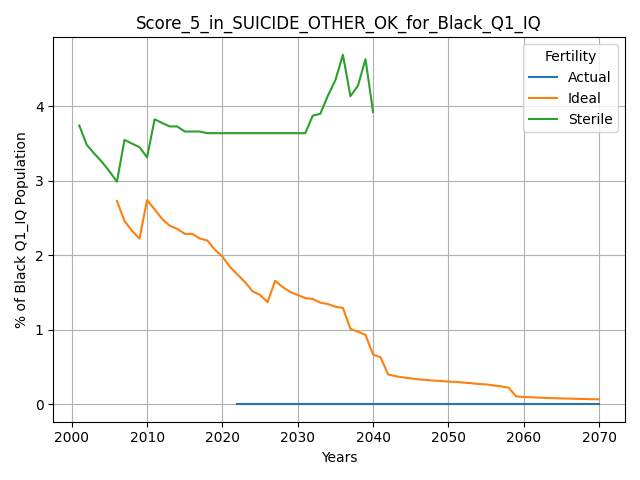 Score_5_in_SUICIDE_OTHER_OK_for_Black_Q1_IQ
Fertility
Actual
Ideal
Sterile
% of Black Q1_IQ Population
4
3
2
1
0
2000 2010 2020 2030 2040 2050 2060 2070
Years